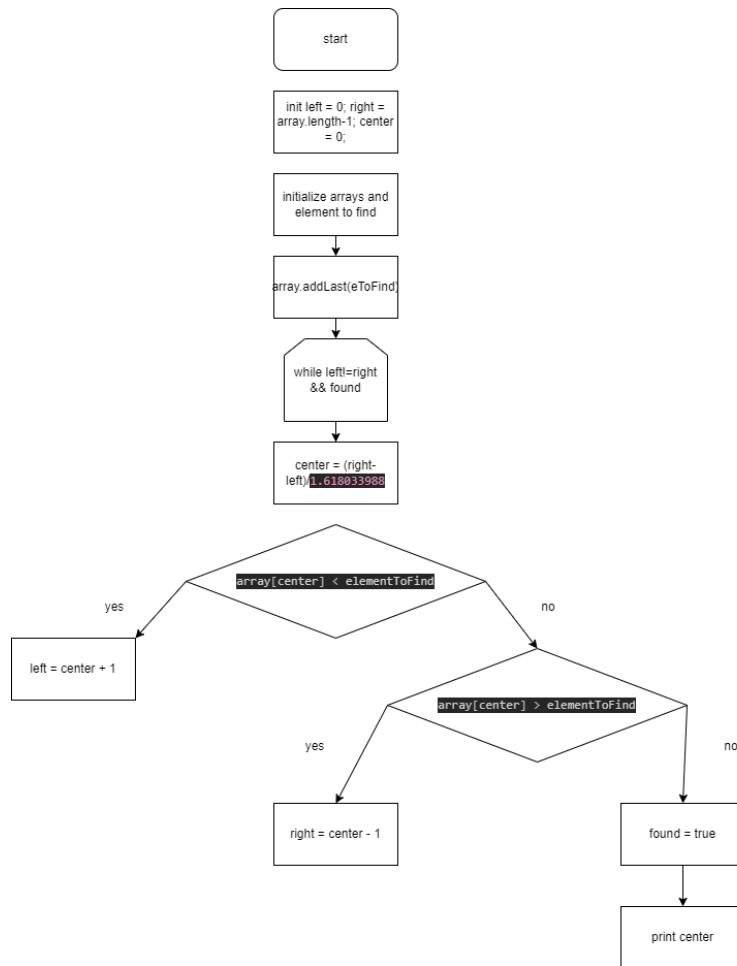 start
init left = 0; right =
array.length-1; center
= 0;
initialize arrays and
element to find
array.addLast(eToFind)
while left!=right
&& found
center = (right-
left)/1.618033988
array[center] < elementToFind
yes
no
left = center + 1
array[center] > elementToFind
yes
no
right = center - 1
found = true
print center